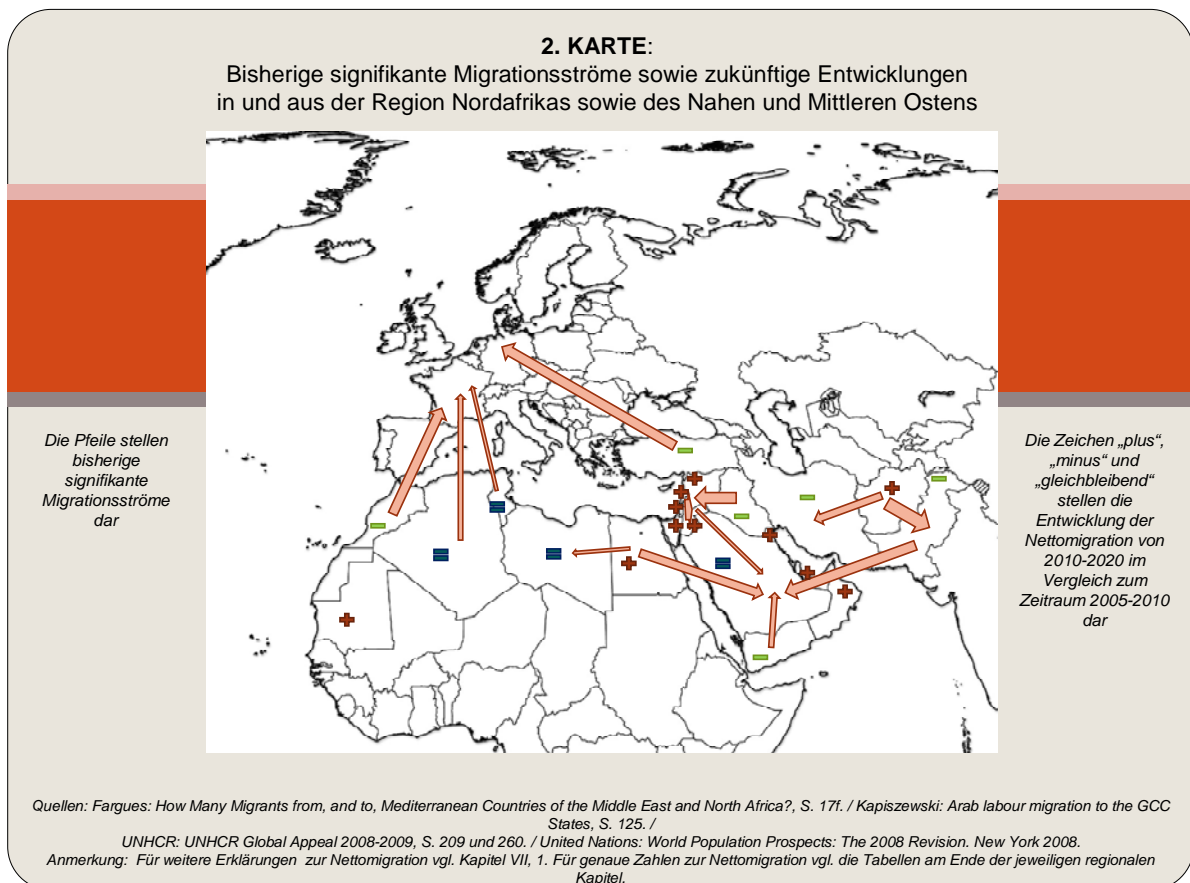 2. KARTE:
Bisherige signifikante Migrationsströme sowie zukünftige Entwicklungen
in und aus der Region Nordafrikas sowie des Nahen und Mittleren Ostens
Die Pfeile stellen
bisherige
signifikante
Migrationsströme
dar
Die Zeichen „plus“,
„minus“ und
„gleichbleibend“
stellen die
Entwicklung der
Nettomigration von
2010-2020 im
Vergleich zum
Zeitraum 2005-2010
dar
Quellen: Fargues: How Many Migrants from, and to, Mediterranean Countries of the Middle East and North Africa?, S. 17f. / Kapiszewski: Arab labour migration to the GCC
States, S. 125. /
UNHCR: UNHCR Global Appeal 2008-2009, S. 209 und 260. / United Nations: World Population Prospects: The 2008 Revision. New York 2008.
Anmerkung: Für weitere Erklärungen zur Nettomigration vgl. Kapitel VII, 1. Für genaue Zahlen zur Nettomigration vgl. die Tabellen am Ende der jeweiligen regionalen
Kapitel.